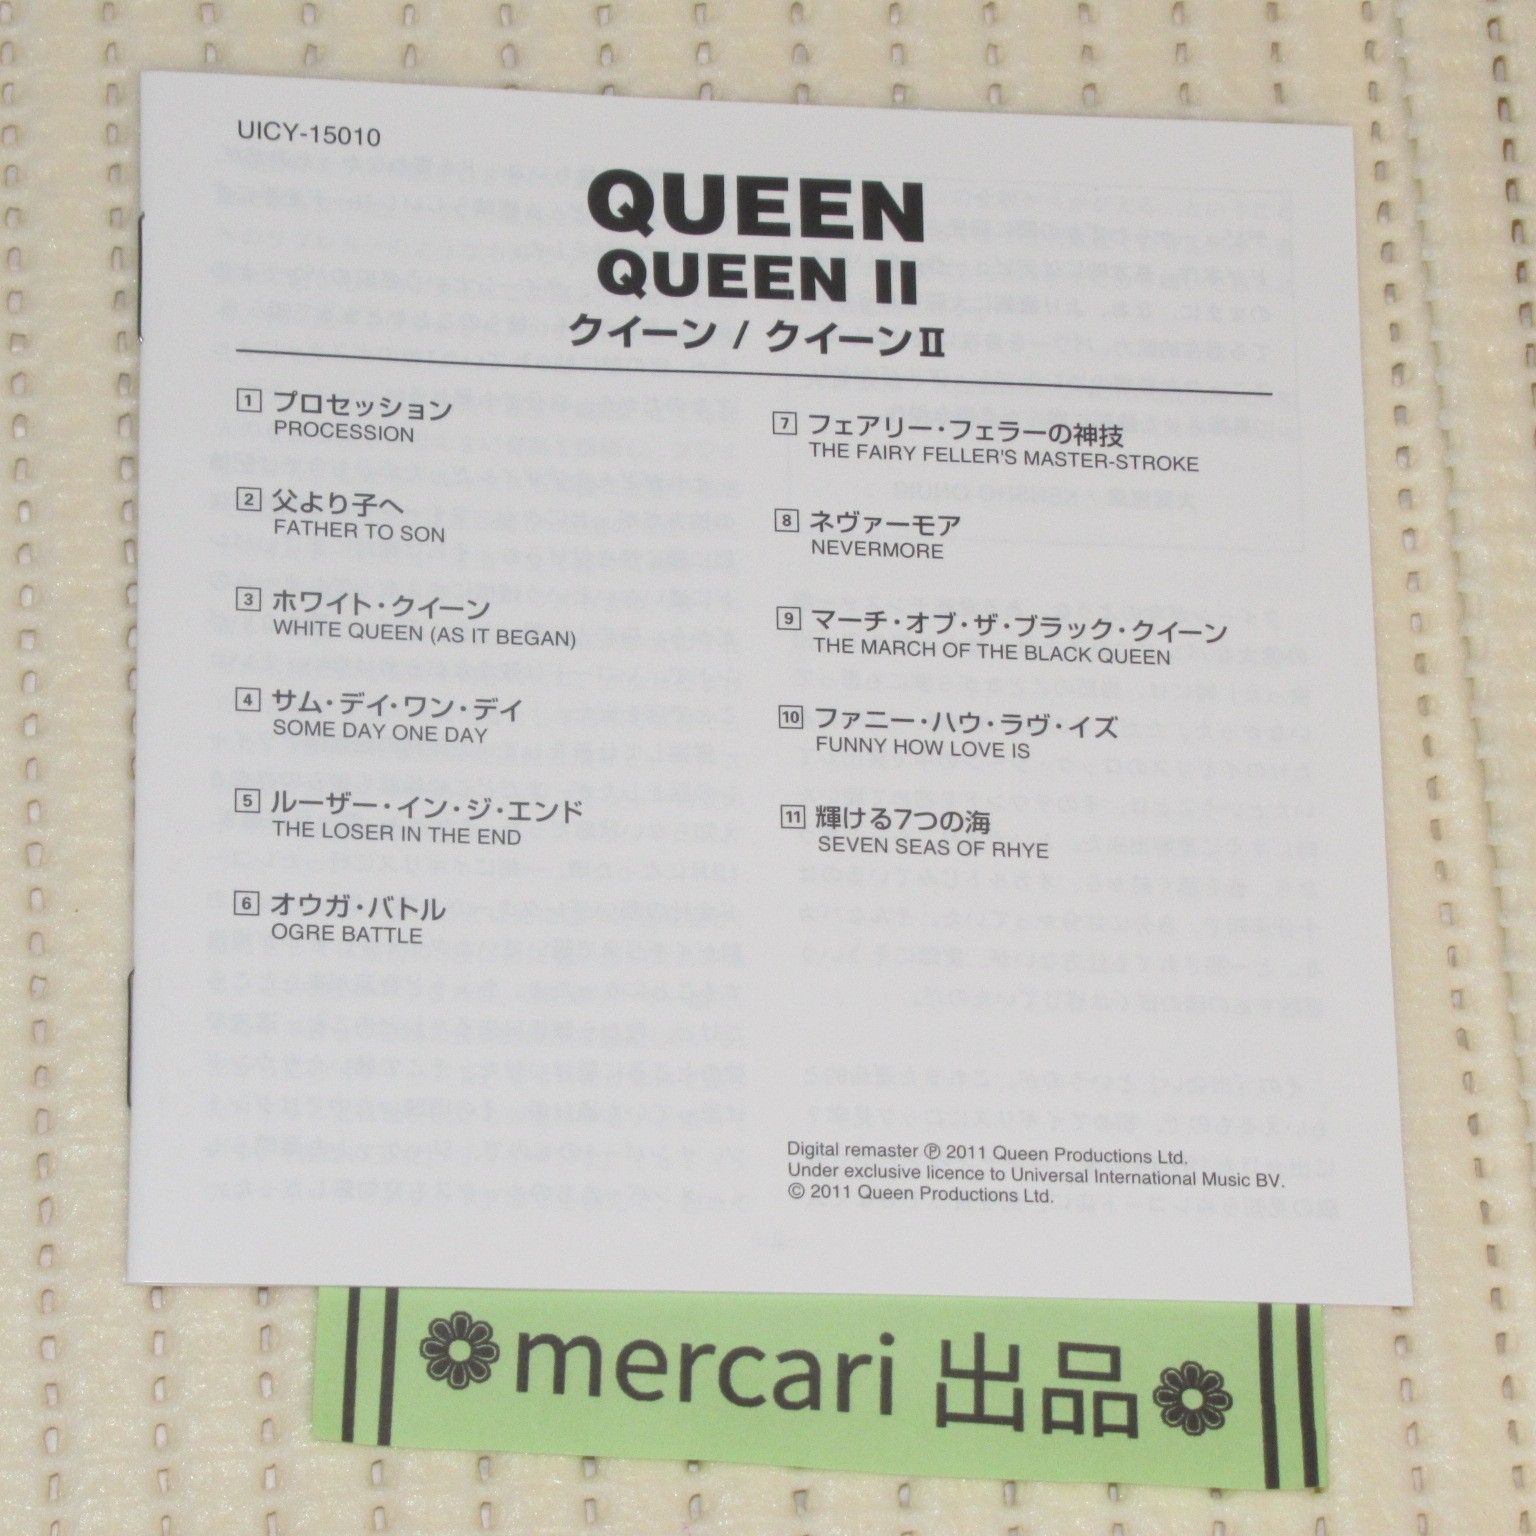 UICY-15010
QUEEN
QUEEN II
クイーン / クイーンⅡ
1 プロセッション
PROCESSION
2 父より子へ
FATHER TO SON
3 ホワイト・クイーン
WHITE QUEEN (AS IT BEGAN)
4 サム・デイ・ワン・デイ
SOME DAY ONE DAY
5 ルーザー・イン・ジ・エンド
THE LOSER IN THE END
6 オウガ・バトル
OGRE BATTLE
7 フェアリー・フェラーの神技
THE FAIRY FELLER'S MASTER-STROKE
8 ネヴァーモア
NEVERMORE
9 マーチ・オブ・ザ・ブラック・クイーン
THE MARCH OF THE BLACK QUEEN
10 ファニー・ハウ・ラヴ・イズ
FUNNY HOW LOVE IS
11 輝ける7つの海
SEVEN SEAS OF RHYE
Digital remaster ℗ 2011 Queen Productions Ltd.
Under exclusive licence to Universal International Music BV.
© 2011 Queen Productions Ltd.
mercari 出品